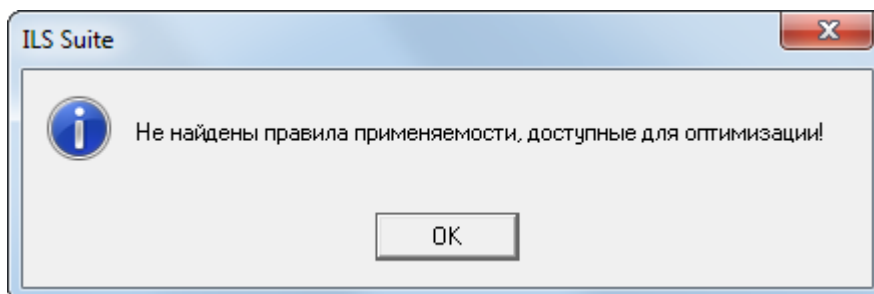 ILS Suite
Не найдены правила применяемости, доступные для оптимизации!
OK